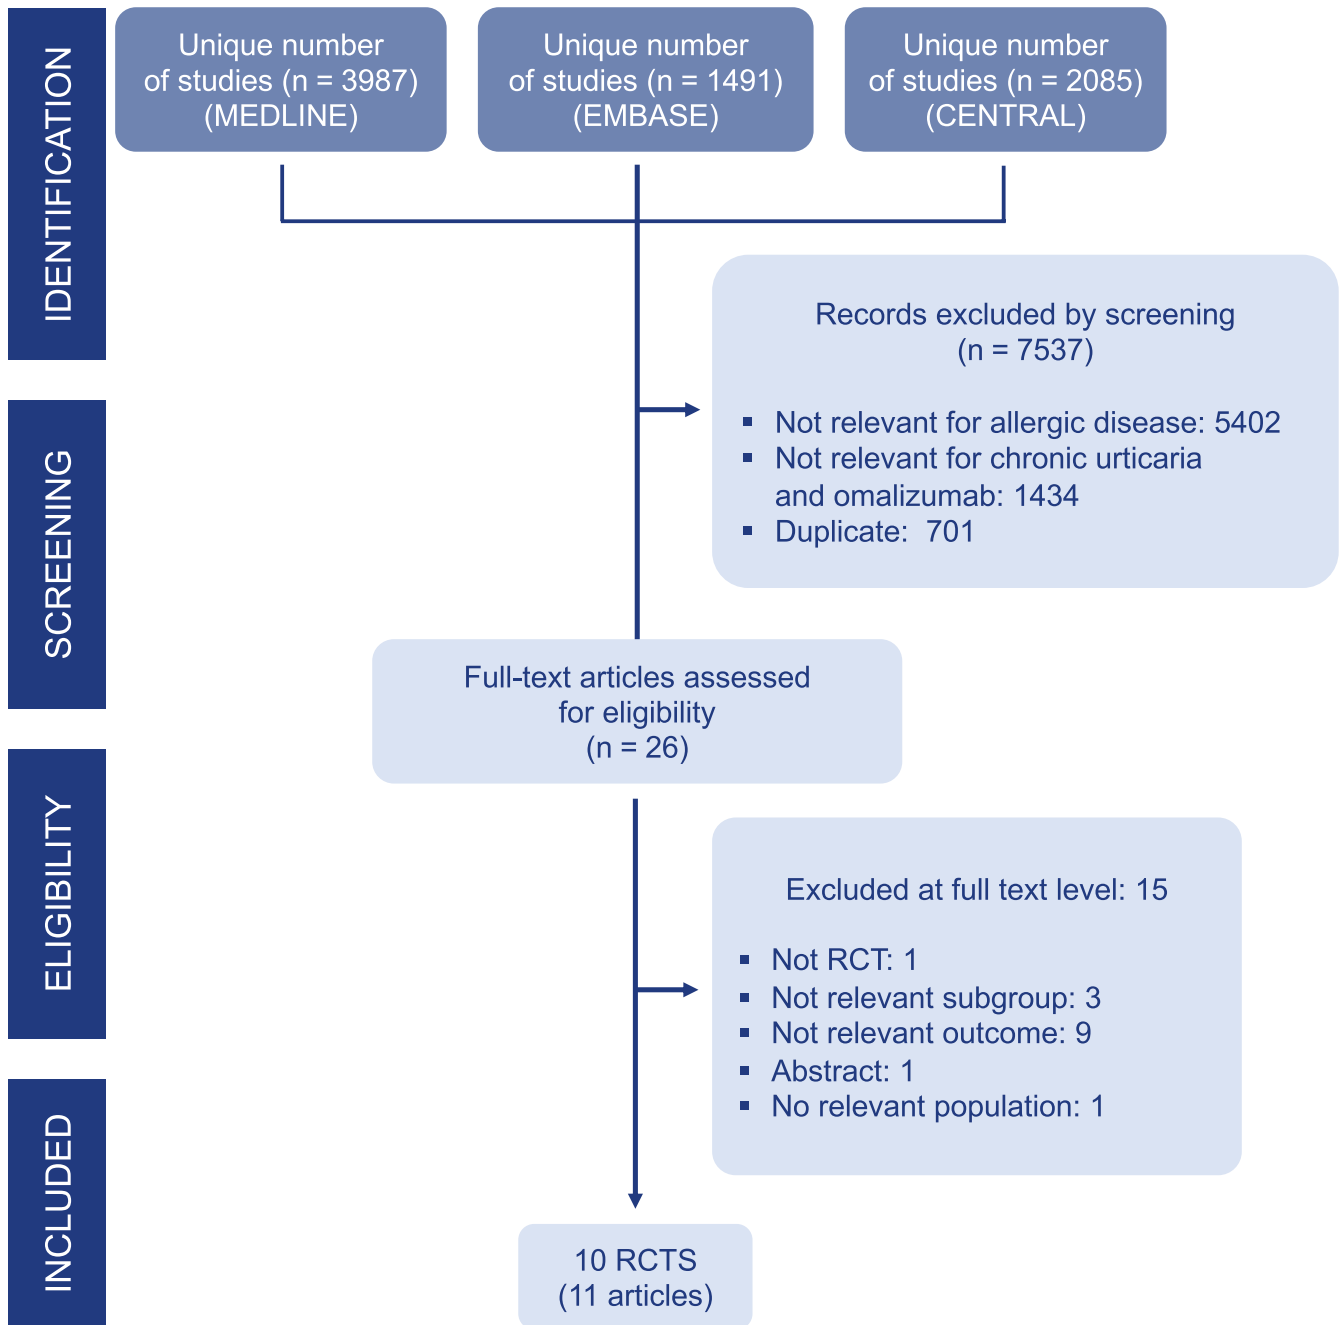 IDENTIFICATION
Unique number
of studies (n = 3987)
(MEDLINE)
Unique number
of studies (n = 1491)
(EMBASE)
Unique number
of studies (n = 2085)
(CENTRAL)
Records excluded by screening
(n = 7537)
▪ Not relevant for allergic disease: 5402
▪ Not relevant for chronic urticaria
and omalizumab: 1434
▪ Duplicate: 701
SCREENING
Full-text articles assessed
for eligibility
(n = 26)
ELIGIBILITY
Excluded at full text level: 15
▪ Not RCT: 1
▪ Not relevant subgroup: 3
▪ Not relevant outcome: 9
▪ Abstract: 1
▪ No relevant population: 1
INCLUDED
10 RCTS
(11 articles)